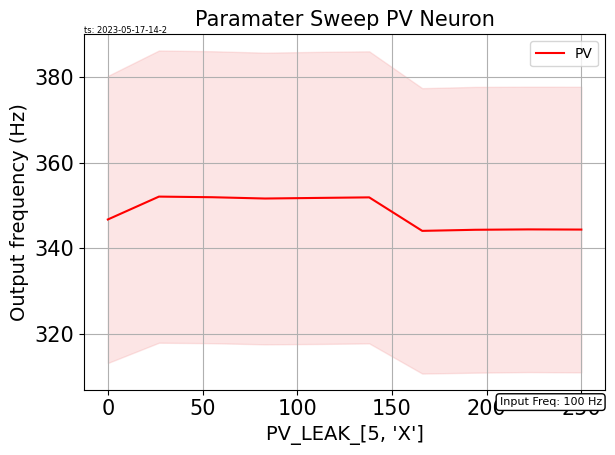 Paramater Sweep PV Neuron
ts: 2023-05-17-14-2
PV
Output frequency (Hz)
380
360
340
320
0 50 100 150 200 250
Input Freq: 100 Hz
PV_LEAK_[5, 'X']